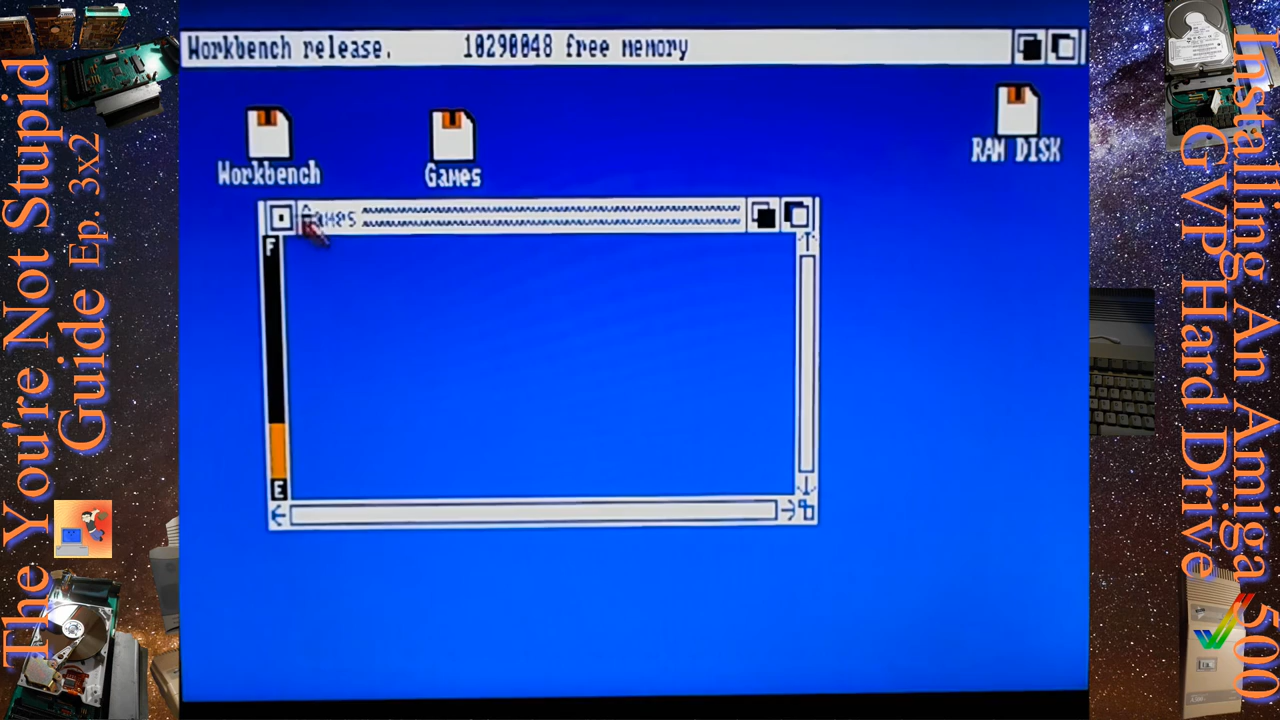 The You're Not Stupid
Guide Ep. 3x2
Workbench release. 10290048 free memory
Workbench
Games
RAM DISK
F
E
Installing An Amiga 500
GVP Hard Drive